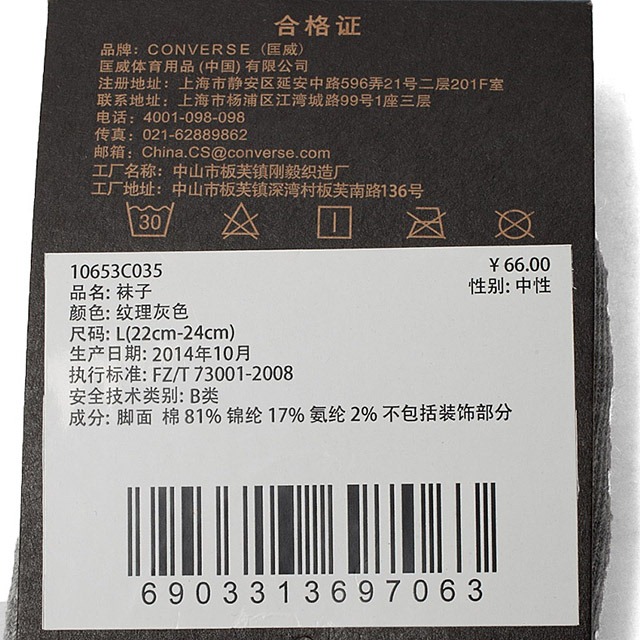 合格证
品牌: CONVERSE (匡威)
匡威体育用品(中国)有限公司
注册地址: 上海市静安区延安中路596弄21号二层201F室
联系地址: 上海市杨浦区江湾城路99号1座三层
电话: 4001-098-098
传真: 021-62889862
邮箱: China.CS@converse.com
工厂名称: 中山市板芙镇刚毅织造厂
工厂地址: 中山市板芙镇深湾村板芙南路136号
30
10653C035
¥ 66.00
品名: 袜子
性别: 中性
颜色: 纹理灰色
尺码: L(22cm-24cm)
生产日期: 2014年10月
执行标准: FZ/T 73001-2008
安全技术类别: B类
成分: 脚面 棉 81% 锦纶 17% 氨纶 2% 不包括装饰部分
6903313697063